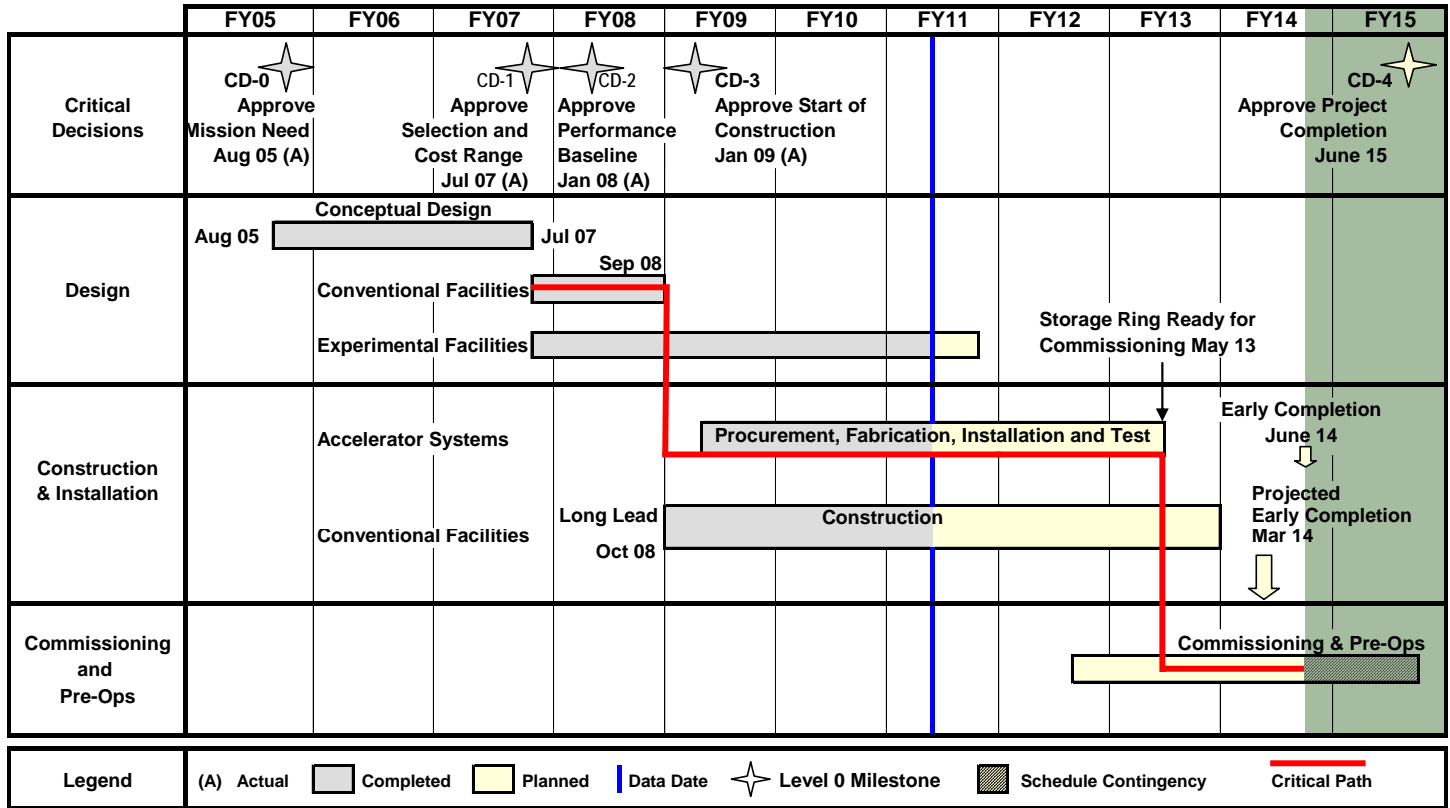 FY05 FY06 FY07 FY08 FY09 FY10 FY11 FY12 FY13 FY14 FY15
Critical
Decisions
CD-0
Approve
Mission Need
Aug 05 (A)
CD-1
Approve
Selection and
Cost Range
Jul 07 (A)
CD-2
Approve
Performance
Baseline
Jan 08 (A)
CD-3
Approve Start of
Construction
Jan 09 (A)
CD-4
Approve Project
Completion
June 15
Design
Conceptual Design
Aug 05
Jul 07
Sep 08
Conventional Facilities
Experimental Facilities
Storage Ring Ready for
Commissioning May 13
Construction
& Installation
Accelerator Systems
Procurement, Fabrication, Installation and Test
Early Completion
June 14
Conventional Facilities
Long Lead
Oct 08
Construction
Projected
Early Completion
Mar 14
Commissioning
and
Pre-Ops
Commissioning & Pre-Ops
Legend
(A) Actual
Completed
Planned
Data Date
Level 0 Milestone
Schedule Contingency
Critical Path